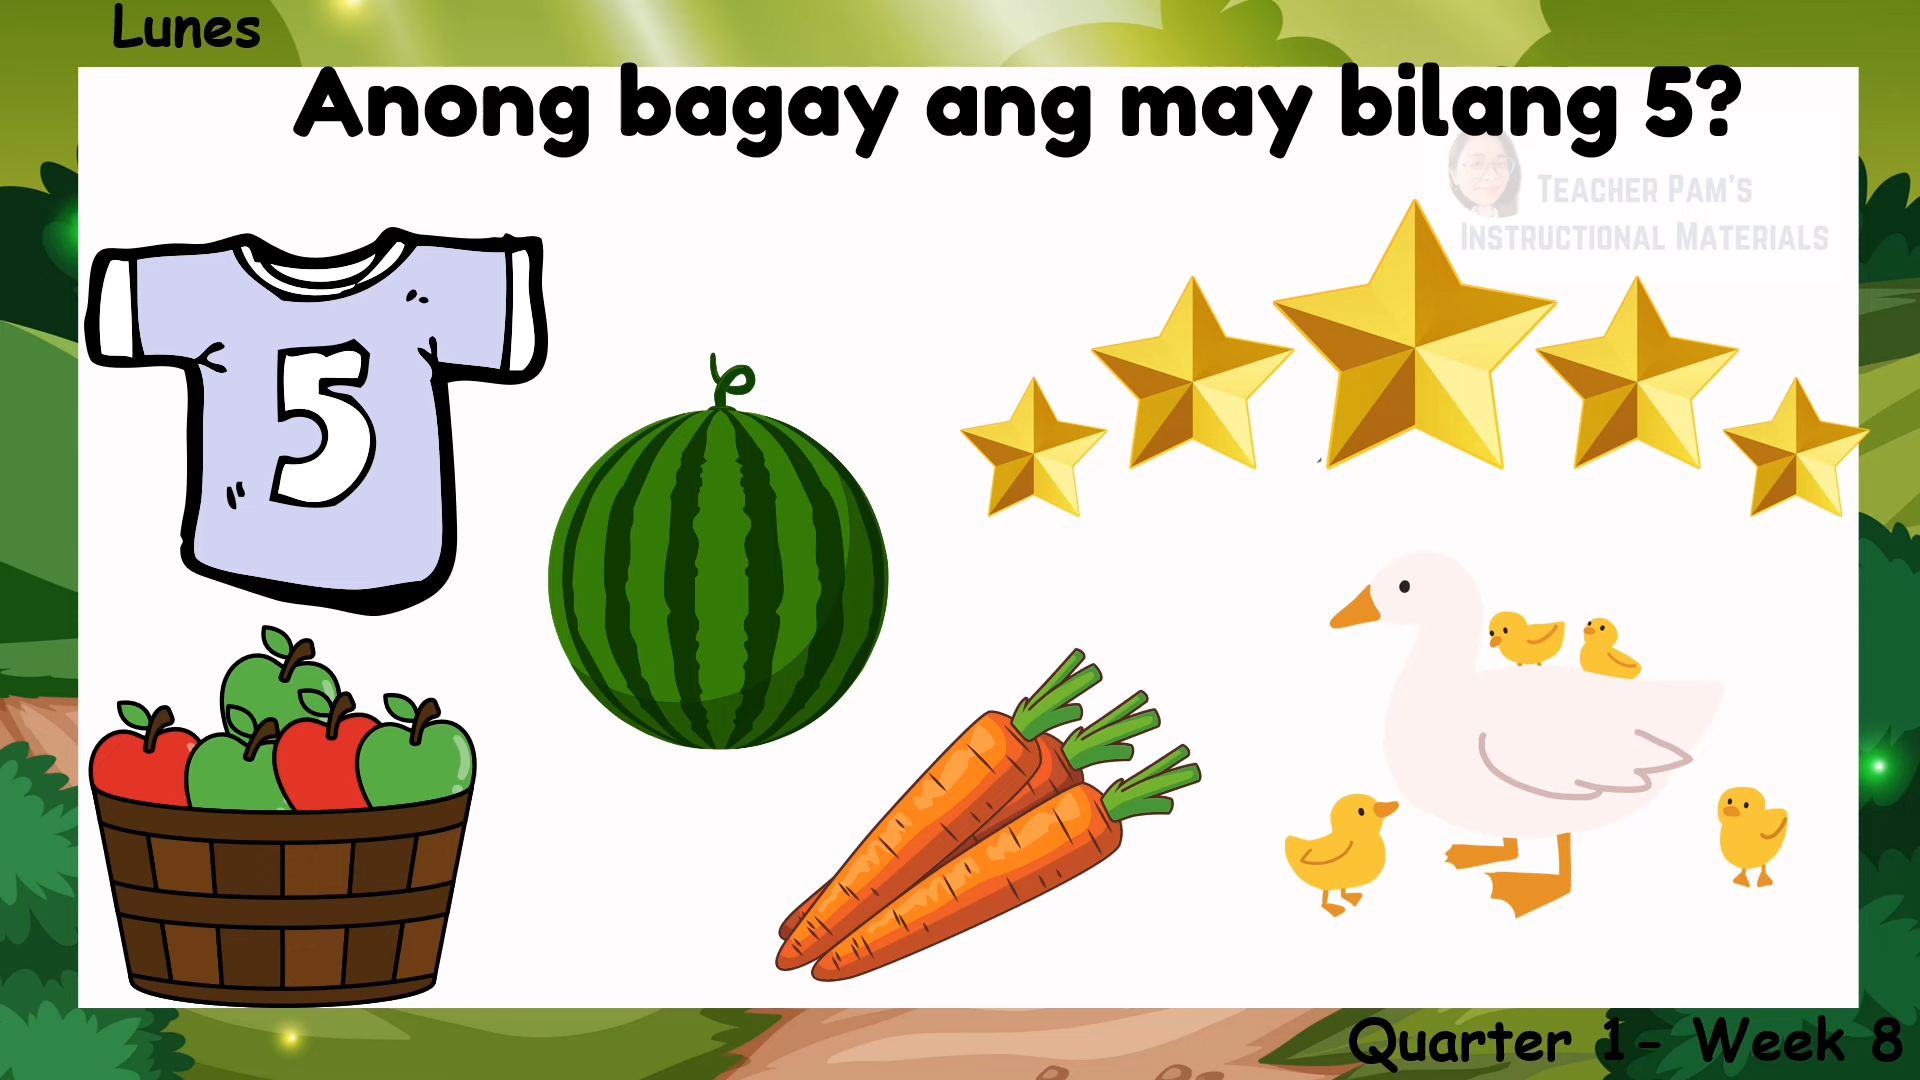 Lunes
Anong bagay ang may bilang 5?
TEACHER PAM'S
INSTRUCTIONAL MATERIALS
5
Quarter 1- Week 8